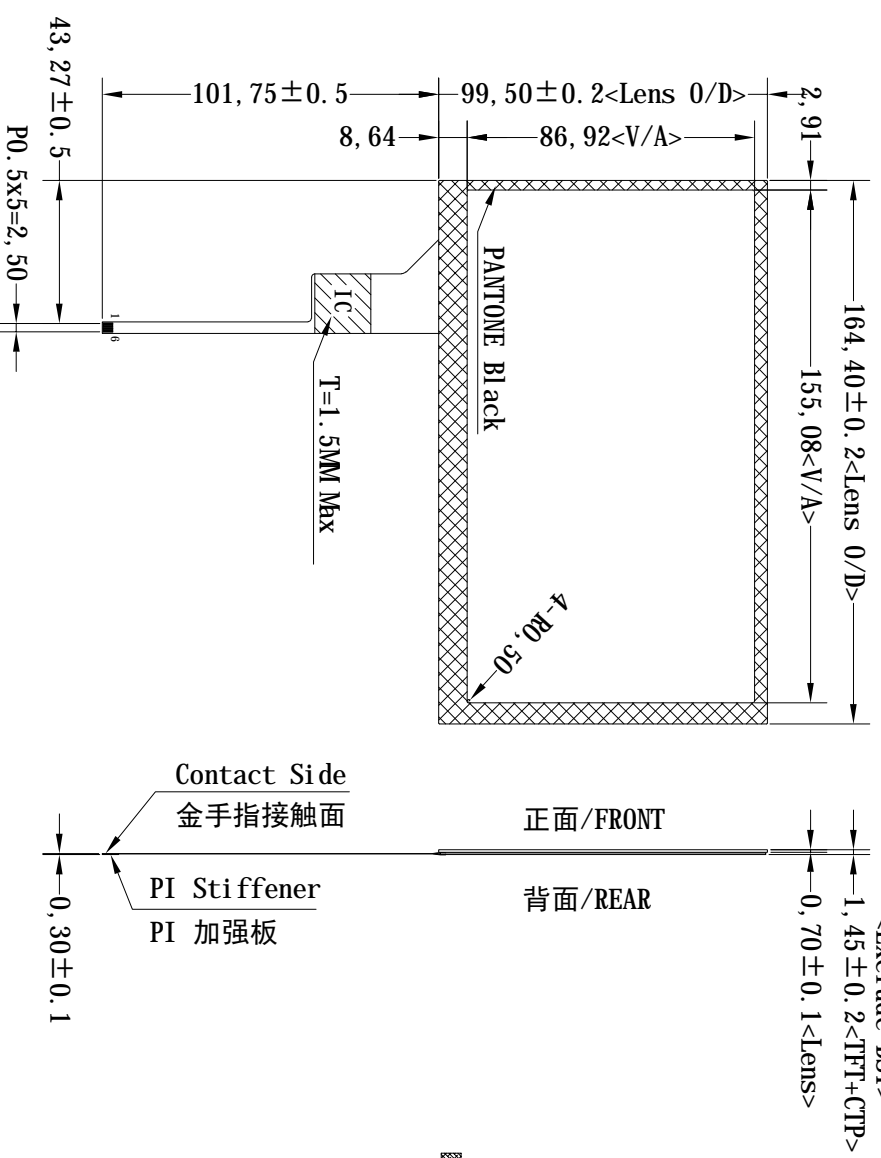 43,27±0.5
101,75±0.5
99,50±0.2<Lens O/D>
2,91
8,64
86,92<V/A>
P0.5x5=2,50
1
6
IC
T=1.5MM Max
PANTONE Black
4-R0,50
155,08<V/A>
164,40±0.2<Lens O/D>
Contact Side
金手指接触面
正面/FRONT
PI Stiffener
PI 加强板
背面/REAR
0,30±0.1
0,70±0.1<Lens>
1,45±0.2<TFT+CTP>